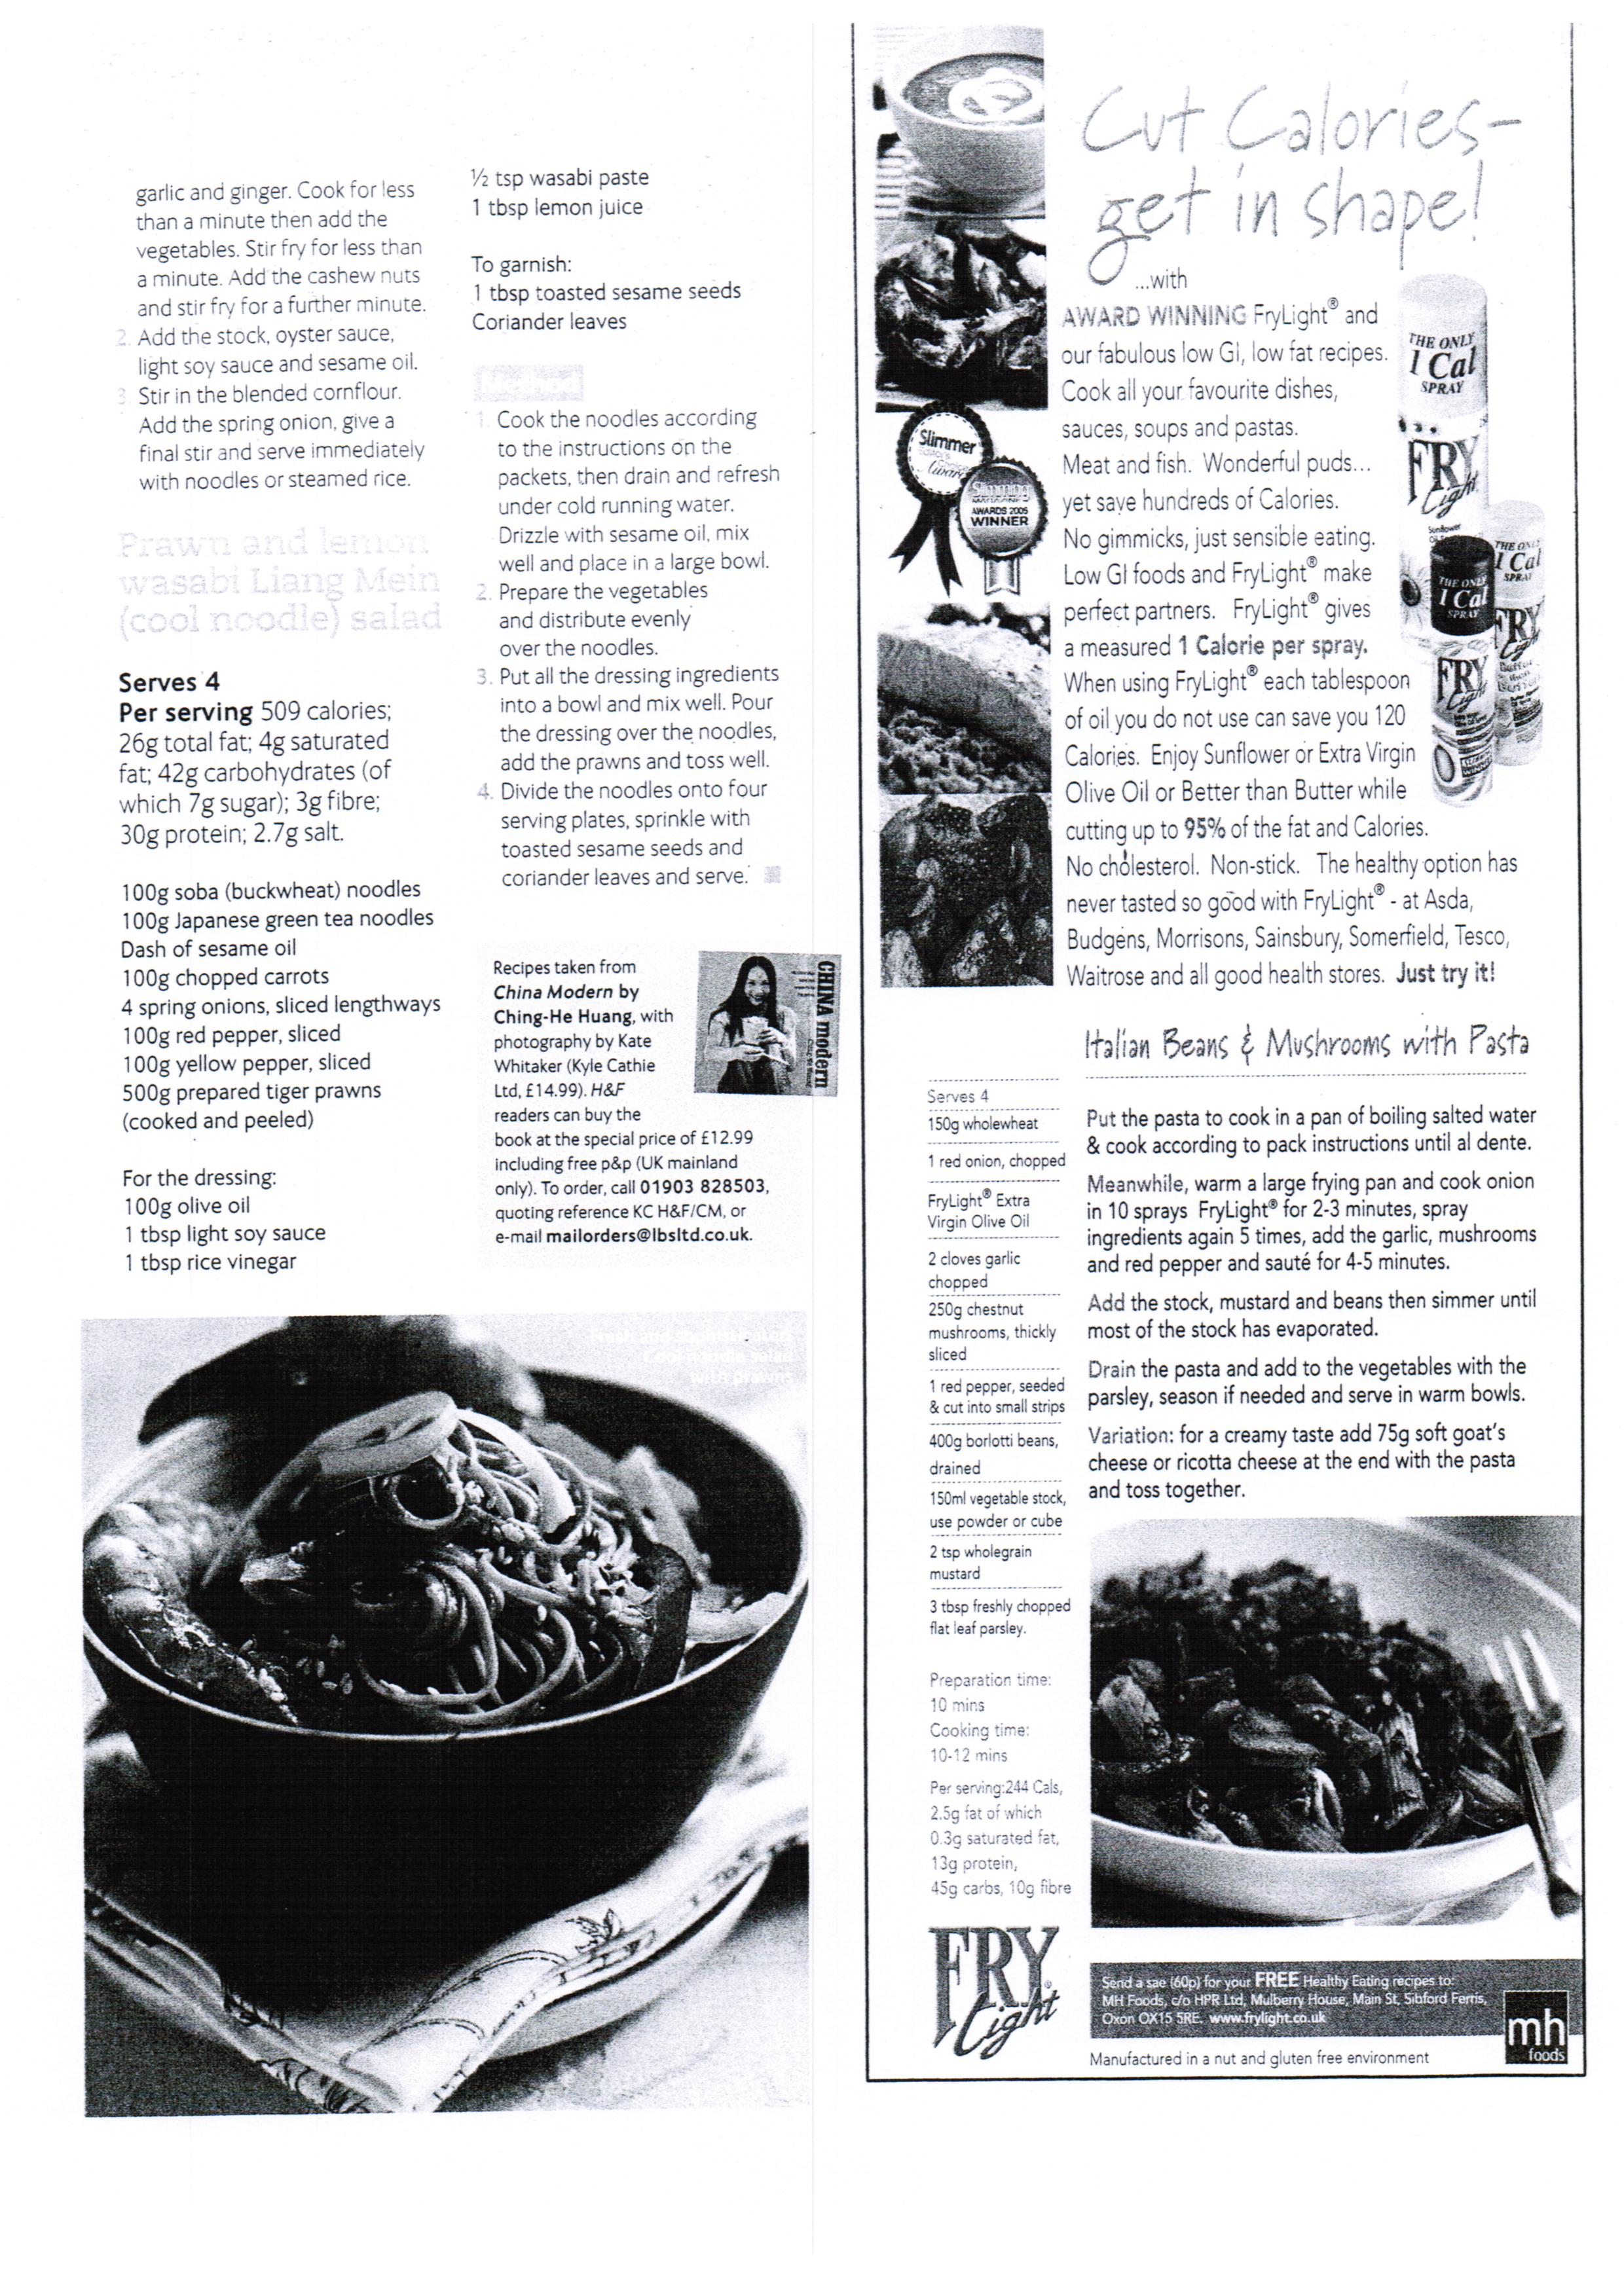 garlic and ginger. Cook for less
than a minute then add the
vegetables. Stir fry for less than
a minute. Add the cashew nuts
and stir fry for a further minute.
2. Add the stock, oyster sauce,
light soy sauce and sesame oil.
3. Stir in the blended cornflour.
Add the spring onion, give a
final stir and serve immediately
with noodles or steamed rice.
Prawn and lemon
wasabi Liang Mein
(cool noodle) salad
Serves 4
Per serving 509 calories;
26g total fat; 4g saturated
fat; 42g carbohydrates (of
which 7g sugar); 3g fibre;
30g protein; 2.7g salt.
100g soba (buckwheat) noodles
100g Japanese green tea noodles
Dash of sesame oil
100g chopped carrots
4 spring onions, sliced lengthways
100g red pepper, sliced
100g yellow pepper, sliced
500g prepared tiger prawns
(cooked and peeled)
For the dressing:
100g olive oil
1 tbsp light soy sauce
1 tbsp rice vinegar
½ tsp wasabi paste
1 tbsp lemon juice
To garnish:
1 tbsp toasted sesame seeds
Coriander leaves
Method
1. Cook the noodles according
to the instructions on the
packets, then drain and refresh
under cold running water.
Drizzle with sesame oil, mix
well and place in a large bowl.
2. Prepare the vegetables
and distribute evenly
over the noodles.
3. Put all the dressing ingredients
into a bowl and mix well. Pour
the dressing over the noodles,
add the prawns and toss well.
4. Divide the noodles onto four
serving plates, sprinkle with
toasted sesame seeds and
coriander leaves and serve.
Recipes taken from
China Modern by
Ching-He Huang, with
photography by Kate
Whitaker (Kyle Cathie
Ltd, £14.99). H&F
readers can buy the
book at the special price of £12.99
including free p&p (UK mainland
only). To order, call 01903 828503,
quoting reference KC H&F/CM, or
e-mail mailorders@lbsltd.co.uk.
CHINA modern
with prawns
Cut Calories-
get in shape!
...with
AWARD WINNING FryLight® and
our fabulous low GI, low fat recipes.
Cook all your favourite dishes,
sauces, soups and pastas.
Meat and fish. Wonderful puds...
yet save hundreds of Calories.
No gimmicks, just sensible eating.
Low GI foods and FryLight® make
perfect partners. FryLight® gives
a measured 1 Calorie per spray.
When using FryLight® each tablespoon
of oil you do not use can save you 120
Calories. Enjoy Sunflower or Extra Virgin
Olive Oil or Better than Butter while
cutting up to 95% of the fat and Calories.
No cholesterol. Non-stick. The healthy option has
never tasted so good with FryLight® - at Asda,
Budgens, Morrisons, Sainsbury, Somerfield, Tesco,
Waitrose and all good health stores. Just try it!
Slimmer
Award
Slimming
AWARDS 2005
WINNER
THE ONLY
1 Cal
SPRAY
FRY
Light
Sunflower
THE ONLY
1 Cal
SPRAY
FRY
Light
THE ONLY
1 Cal
SPRAY
FRY
Light
Italian Beans & Mushrooms with Pasta
Serves 4
150g wholewheat
1 red onion, chopped
FryLight® Extra
Virgin Olive Oil
2 cloves garlic
chopped
250g chestnut
mushrooms, thickly
sliced
1 red pepper, seeded
& cut into small strips
400g borlotti beans,
drained
150ml vegetable stock,
use powder or cube
2 tsp wholegrain
mustard
3 tbsp freshly chopped
flat leaf parsley.
Preparation time:
10 mins
Cooking time:
10-12 mins
Per serving:244 Cals,
2.5g fat of which
0.3g saturated fat,
13g protein,
45g carbs, 10g fibre
Put the pasta to cook in a pan of boiling salted water
& cook according to pack instructions until al dente.
Meanwhile, warm a large frying pan and cook onion
in 10 sprays FryLight® for 2-3 minutes, spray
ingredients again 5 times, add the garlic, mushrooms
and red pepper and sauté for 4-5 minutes.
Add the stock, mustard and beans then simmer until
most of the stock has evaporated.
Drain the pasta and add to the vegetables with the
parsley, season if needed and serve in warm bowls.
Variation: for a creamy taste add 75g soft goat's
cheese or ricotta cheese at the end with the pasta
and toss together.
FRY
Light
Send a sae (60p) for your FREE Healthy Eating recipes to:
MH Foods, c/o HPR Ltd, Mulberry House, Main St, Sibford Ferris,
Oxon OX15 5RE. www.frylight.co.uk
mh
foods
Manufactured in a nut and gluten free environment